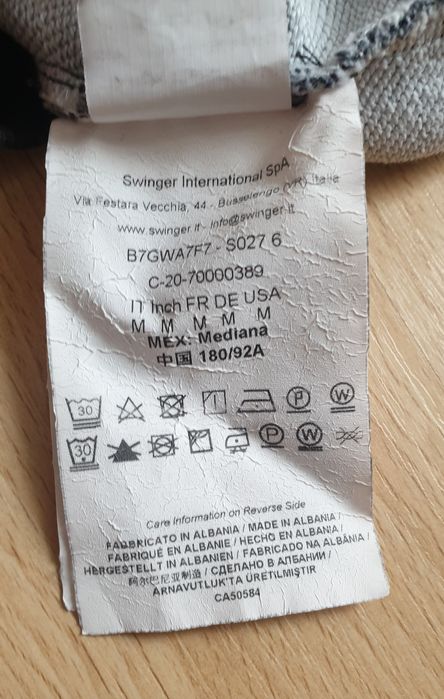 Swinger International SpA
Via Festara Vecchia, 44 - Bussolengo (VR) Italia
www.swinger.it - info@swinger.it
B7GWA7F7 - S027 6
C-20-70000389
IT Inch FR DE USA
M M M M M
MEX: Mediana
中国 180/92A
30 P W
30 P W
Care Information on Reverse Side
FABBRICATO IN ALBANIA / MADE IN ALBANIA /
FABRIQUÉ EN ALBANIE / HECHO EN ALBANIA /
HERGESTELLT IN ALBANIEN / FABRICADO NA ALBÂNIA /
阿尔巴尼亚制造 / СДЕЛАНО В АЛБАНИИ /
ARNAVUTLUK'TA ÜRETILMIŞTIR
CA50584